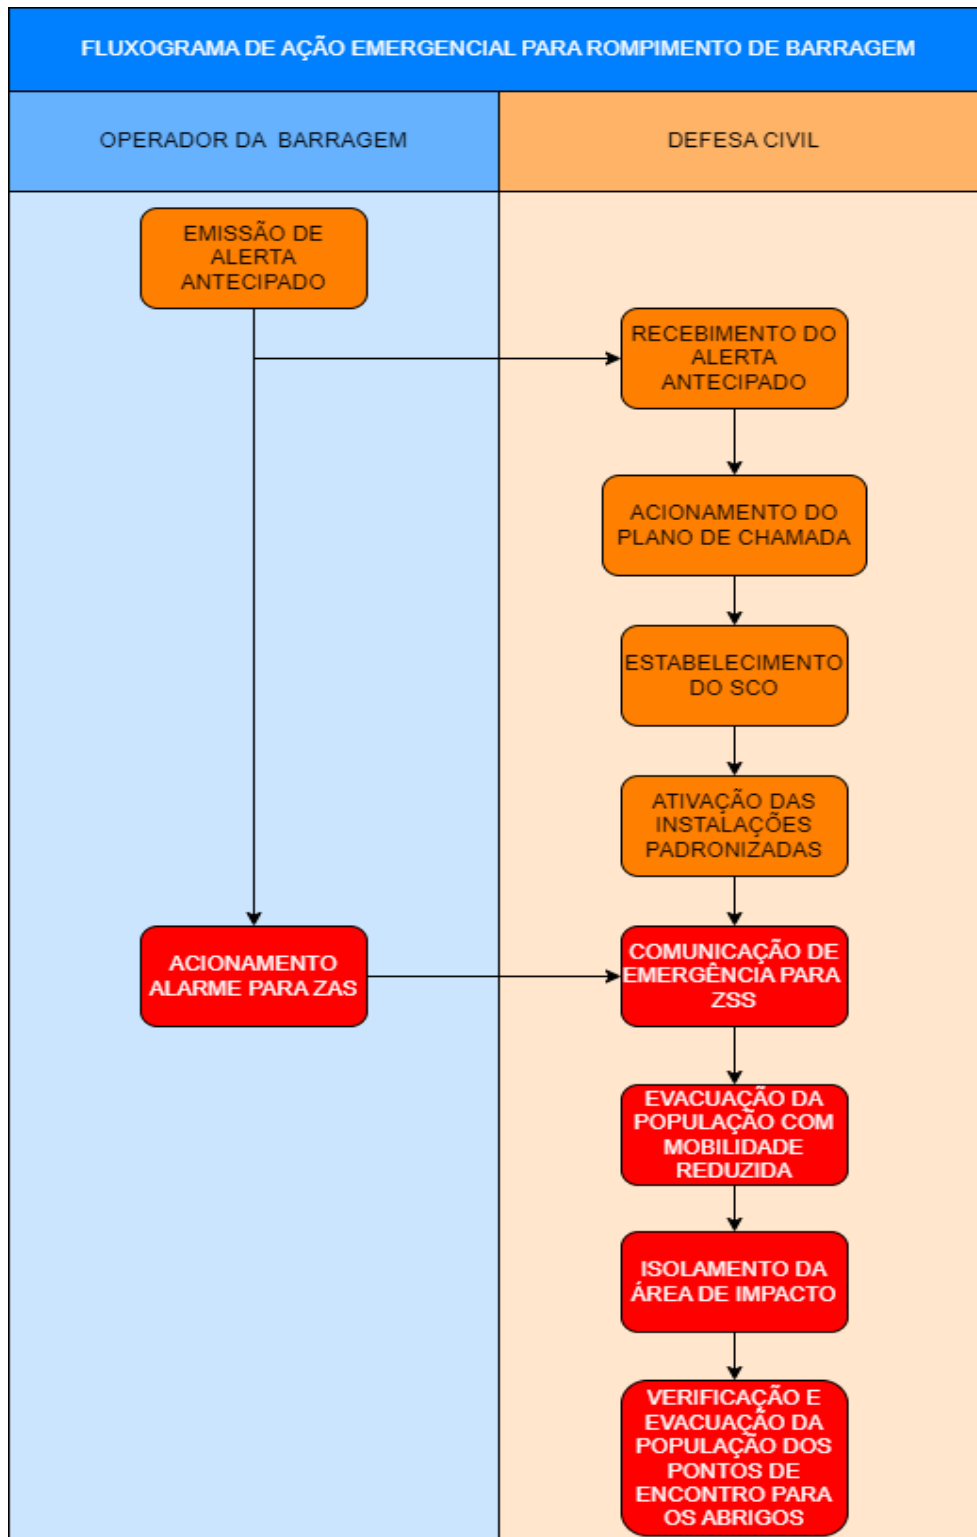 FLUXOGRAMA DE AÇÃO EMERGENCIAL PARA ROMPIMENTO DE BARRAGEM
OPERADOR DA BARRAGEM
DEFESA CIVIL
EMISSÃO DE
ALERTA
ANTECIPADO
RECEBIMENTO DO
ALERTA
ANTECIPADO
ACIONAMENTO DO
PLANO DE CHAMADA
ESTABELECIMENTO
DO SCO
ATIVAÇÃO DAS
INSTALAÇÕES
PADRONIZADAS
ACIONAMENTO
ALARME PARA ZAS
COMUNICAÇÃO DE
EMERGÊNCIA PARA
ZSS
EVACUAÇÃO DA
POPULAÇÃO COM
MOBILIDADE
REDUZIDA
ISOLAMENTO DA
ÁREA DE IMPACTO
VERIFICAÇÃO E
EVACUAÇÃO DA
POPULAÇÃO DOS
PONTOS DE
ENCONTRO PARA
OS ABRIGOS